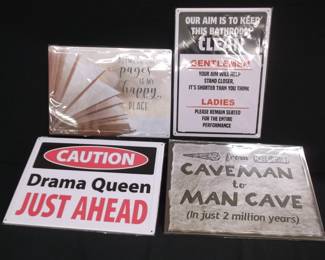 pages
is my
happy
PLACE
OUR AIM IS TO KEEP
THIS BATHROOM
CLEAN
GENTLEMEN
YOUR AIM WILL HELP
STAND CLOSER,
IT'S SHORTER THAN YOU THINK
LADIES
PLEASE REMAIN SEATED
FOR THE ENTIRE
PERFORMANCE
CAUTION
Drama Queen
JUST AHEAD
from
CAVEMAN
to
MAN CAVE
(In just 2 million years)